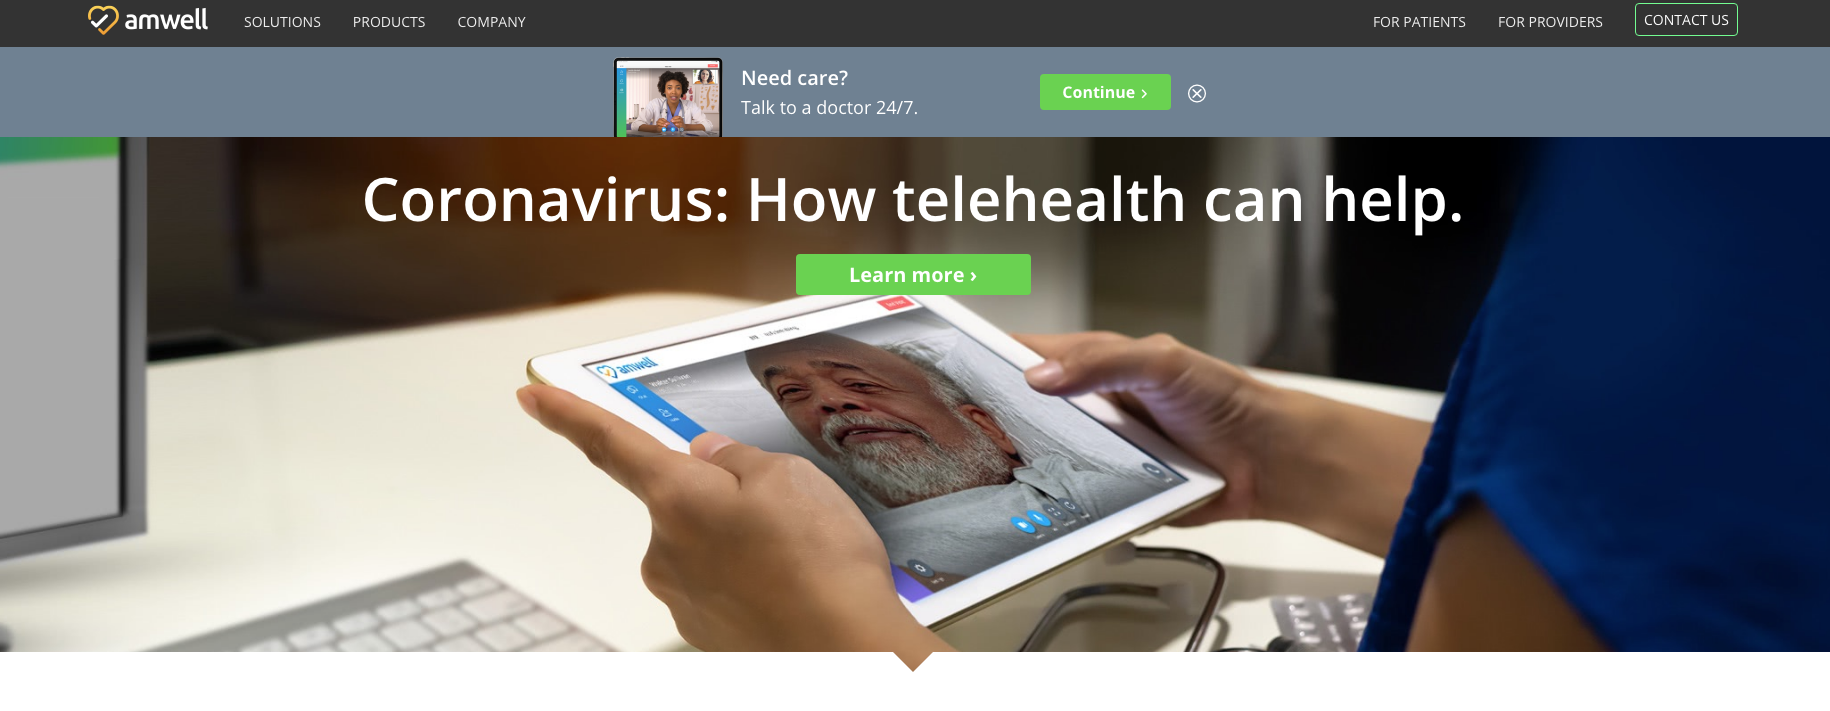 amwell
SOLUTIONS
PRODUCTS
COMPANY
FOR PATIENTS
FOR PROVIDERS
CONTACT US
Need care?
Talk to a doctor 24/7.
Continue ›
Coronavirus: How telehealth can help.
Learn more ›
amwell